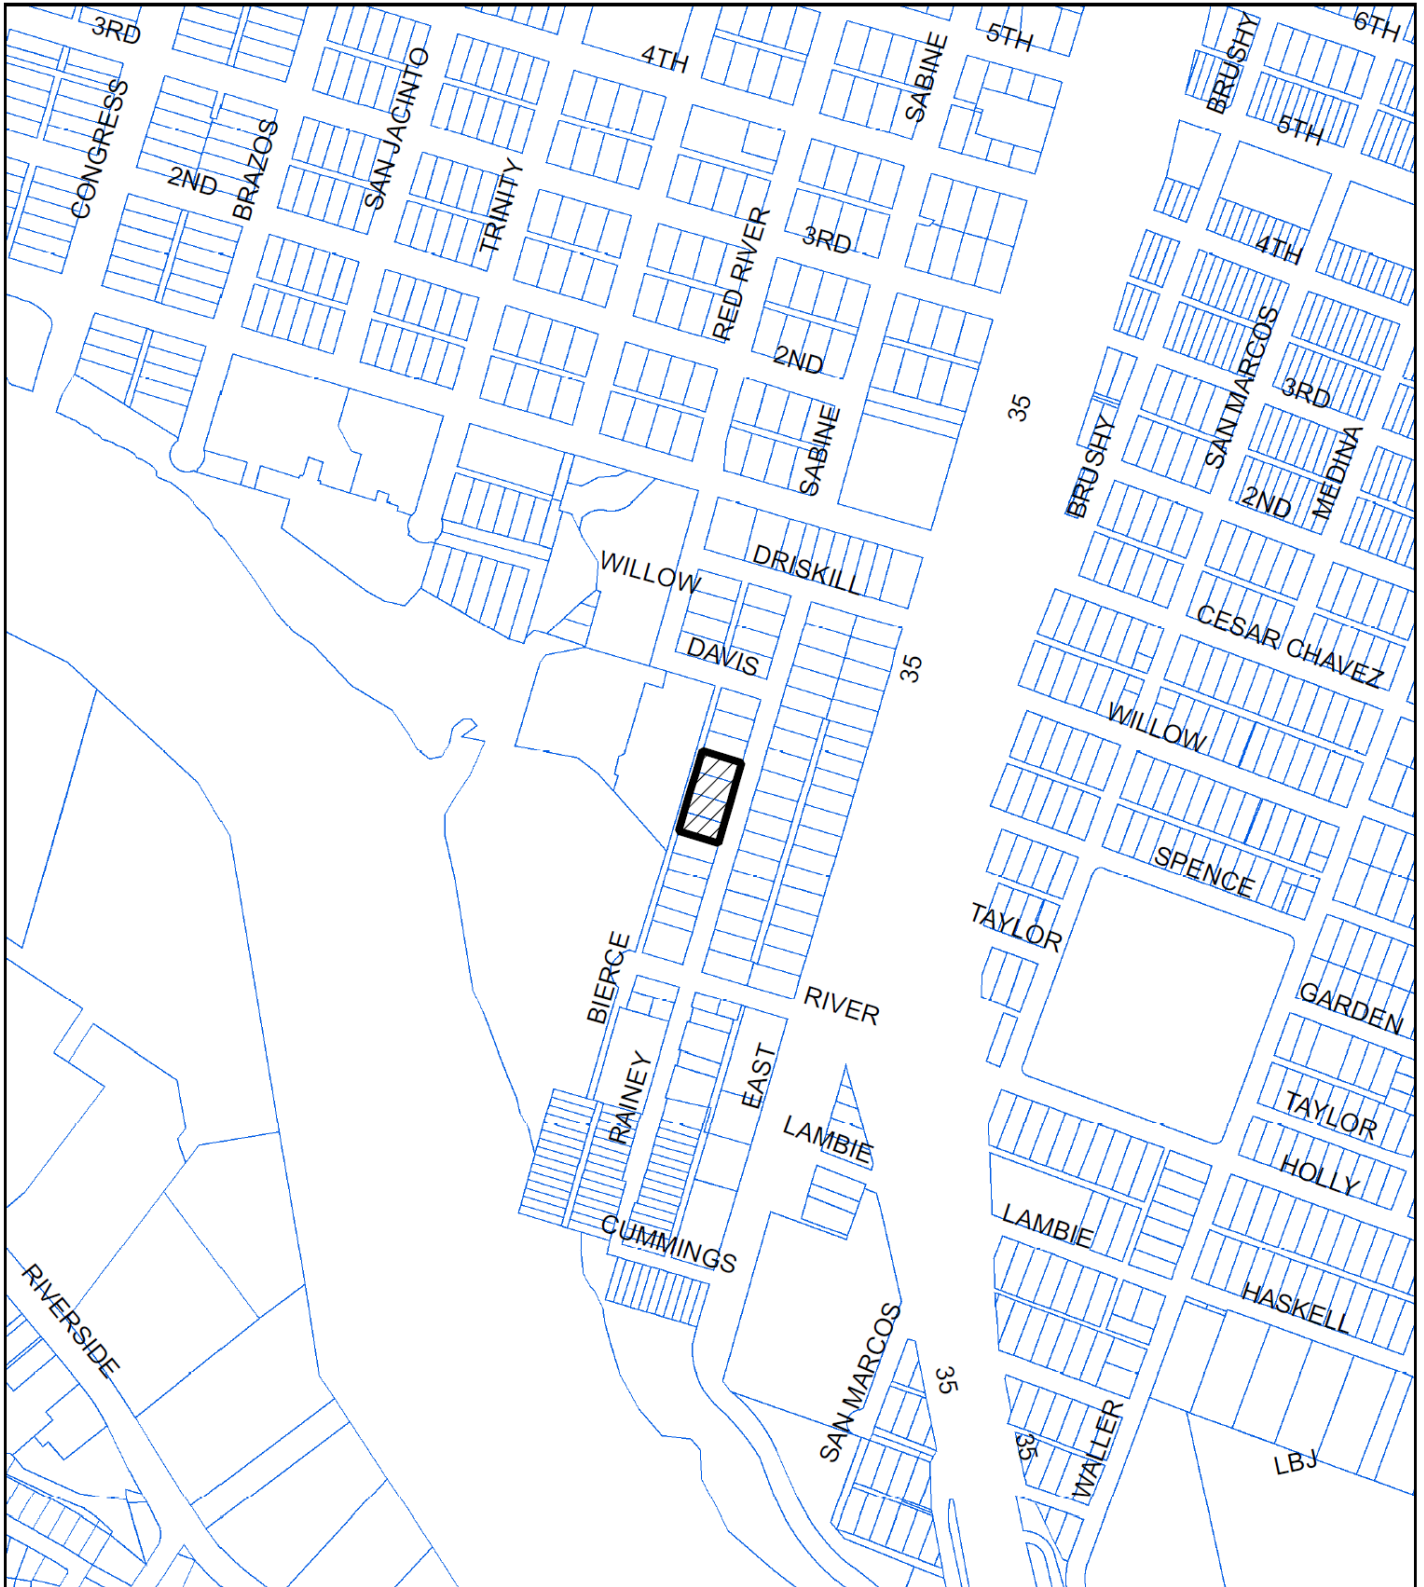 3RD
4TH
SABINE
5TH
BRUSHY
6TH
CONGRESS
2ND
BRAZOS
SAN JACINTO
TRINITY
RED RIVER
3RD
5TH
4TH
2ND
SABINE
35
BRUSHY
SAN MARCOS
3RD
MEDINA
2ND
WILLOW
DRISKILL
DAVIS
35
CESAR CHAVEZ
WILLOW
SPENCE
TAYLOR
BIERCE
RIVER
GARDEN
RAINEY
EAST
LAMBIE
TAYLOR
HOLLY
CUMMINGS
LAMBIE
RIVERSIDE
HASKELL
SAN MARCOS
35
35
WALLER
LBJ